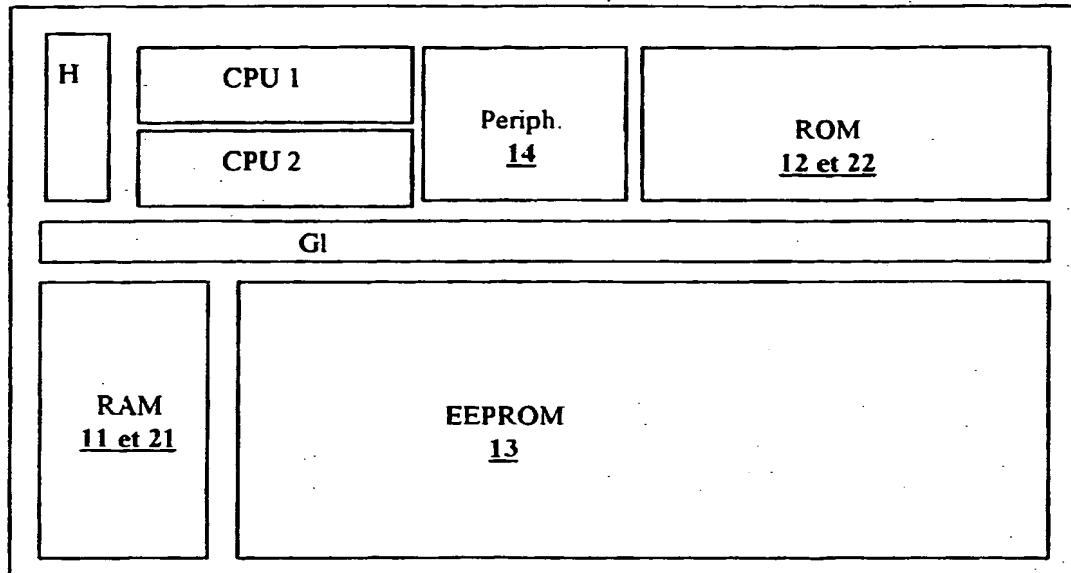 H
CPU 1
CPU 2
Periph.
14
ROM
12 et 22
Gl
RAM
11 et 21
EEPROM
13